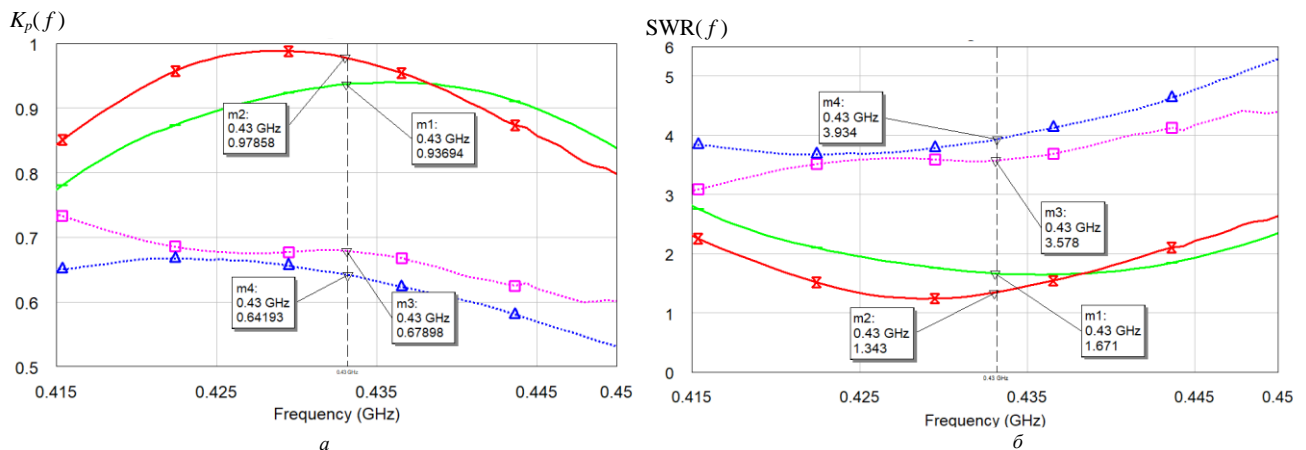 Kp(f)
1
0.9
0.8
0.7
0.6
0.5
m2:
0.43 GHz
0.97858
m1:
0.43 GHz
0.93694
m4:
0.43 GHz
0.64193
m3:
0.43 GHz
0.67898
0.43 GHz
0.415
0.425
0.435
0.445
0.45
Frequency (GHz)
а
SWR(f)
6
5
4
3
2
1
0
m4:
0.43 GHz
3.934
m3:
0.43 GHz
3.578
m2:
0.43 GHz
1.343
m1:
0.43 GHz
1.671
0.43 GHz
0.415
0.425
0.435
0.445
0.45
Frequency (GHz)
б